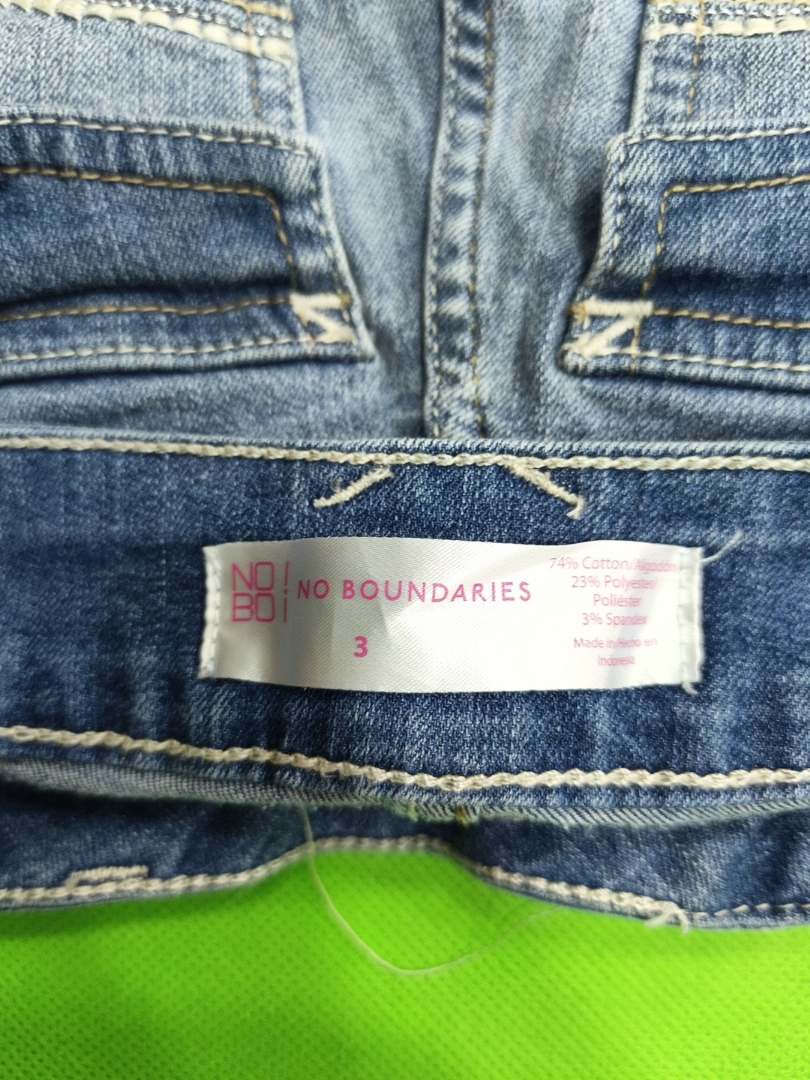 NO
BO
NO BOUNDARIES
3
74% Cotton/Algodón
23% Polyester/
Poliéster
3% Spandex
Made in/Hecho en
Indonesia